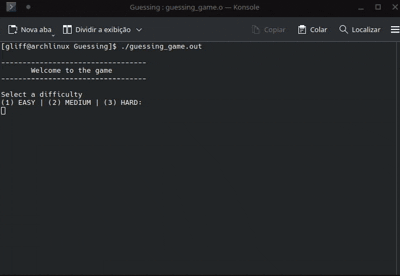 Guessing : guessing_game.o — Konsole
Nova aba
Dividir a exibição
Copiar
Colar
Localizar
[gliff@archlinux Guessing]$ ./guessing_game.out
----------------------------------
Welcome to the game
----------------------------------
Select a difficulty
(1) EASY | (2) MEDIUM | (3) HARD: